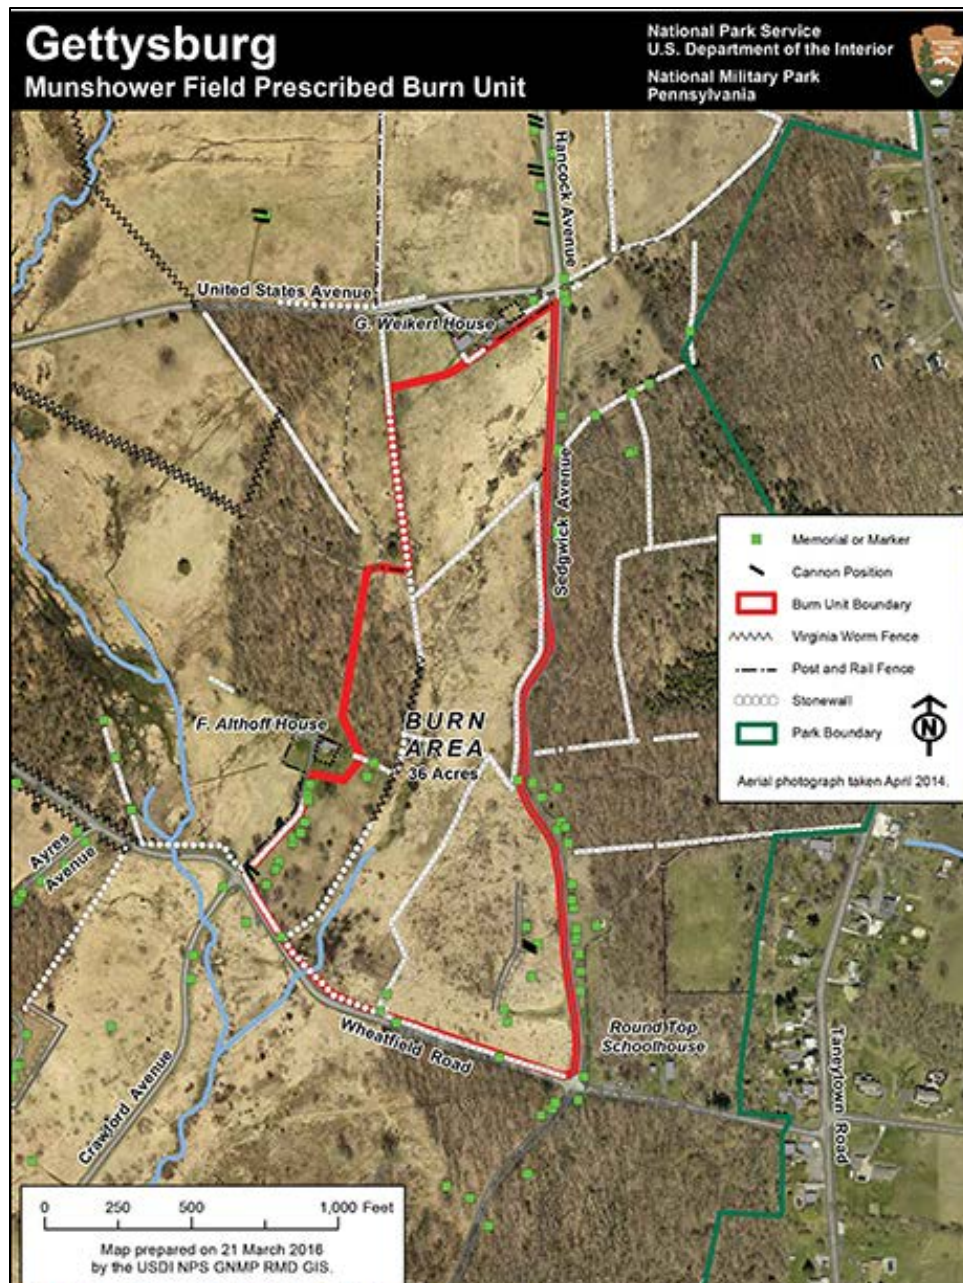 Gettysburg
Munshower Field Prescribed Burn Unit
National Park Service
U.S. Department of the Interior
National Military Park
Pennsylvania
Hancock Avenue
United States Avenue
G. Weikert House
Sedgwick Avenue
Memorial or Marker
Cannon Position
Burn Unit Boundary
Virginia Worm Fence
Post and Rail Fence
Stonewall
Park Boundary
N
Aerial photograph taken April 2014.
F. Althoff House
BURN
AREA
36 Acres
Ayres
Avenue
Wheatfield Road
Crawford Avenue
Round Top
Schoolhouse
Taneytown Road
0 250 500 1,000 Feet
Map prepared on 21 March 2016
by the USDI NPS GNMP RMD GIS.